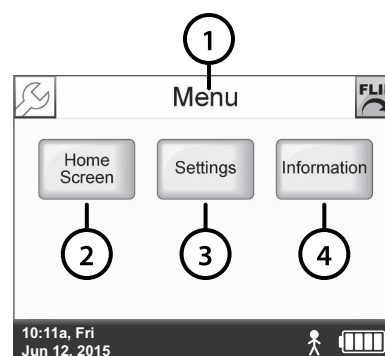 1
Menu
FLI
Home
Screen
Settings
Information
2
3
4
10:11a, Fri
Jun 12, 2015